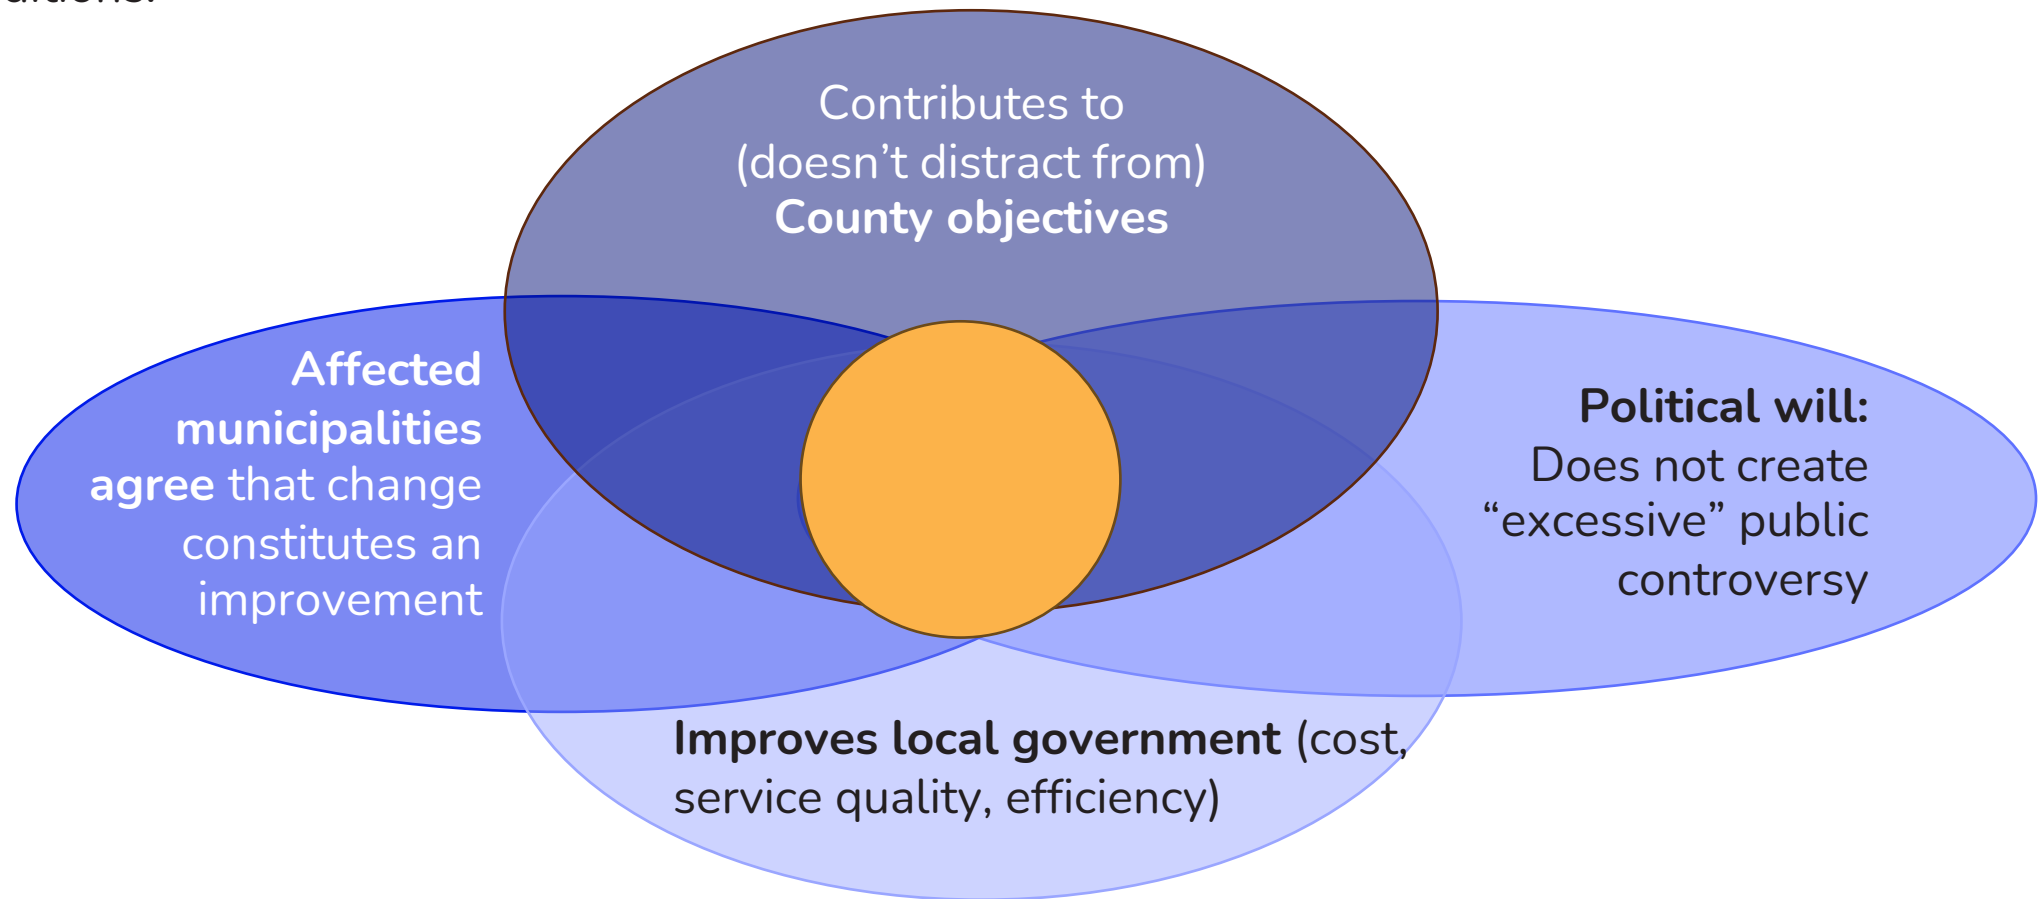 Contributes to
(doesn’t distract from)
County objectives
Affected
municipalities
agree that change
constitutes an
improvement
Political will:
Does not create
“excessive” public
controversy
Improves local government (cost,
service quality, efficiency)